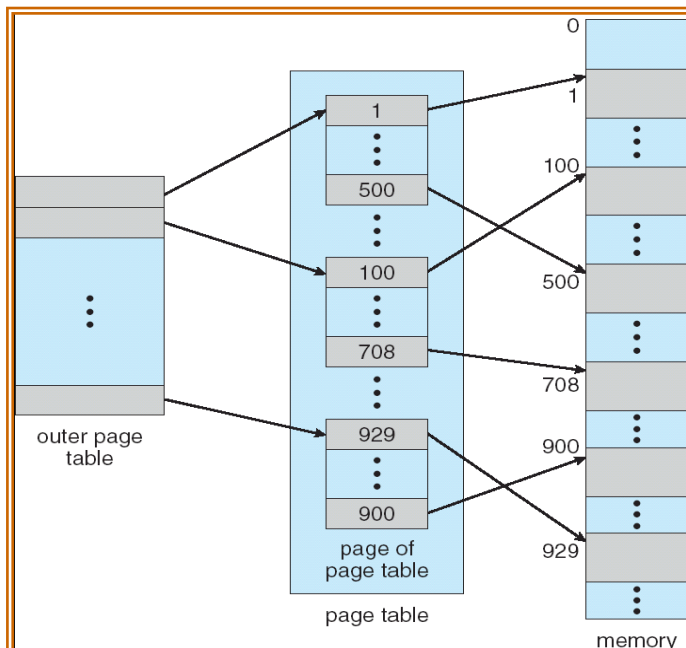 0
1
100
500
708
900
929
1
500
100
708
929
900
outer page
table
page of
page table
page table
memory